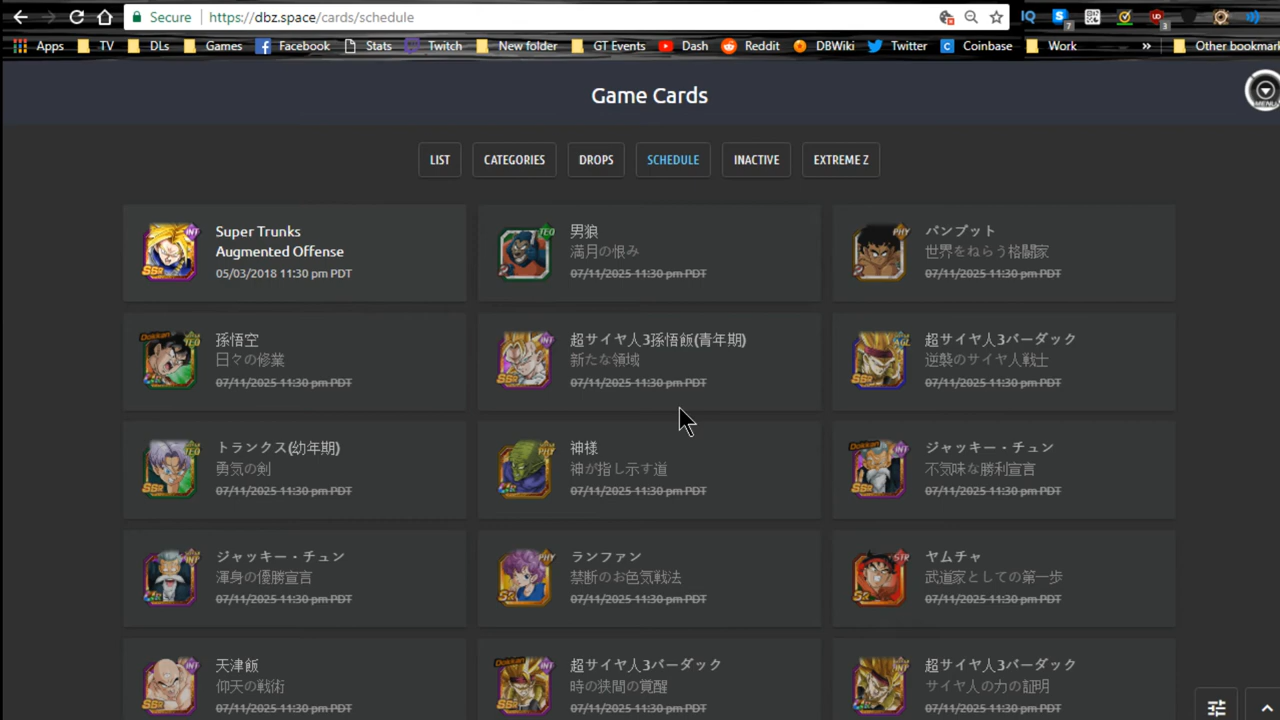 Secure https://dbz.space/cards/schedule
Apps TV DLs Games Facebook Stats Twitch New folder GT Events Dash Reddit DBWiki Twitter Coinbase Work » Other bookmar
Game Cards
MENU
LIST CATEGORIES DROPS SCHEDULE INACTIVE EXTREME Z
Super Trunks
Augmented Offense
05/03/2018 11:30 pm PDT
男狼
満月の恨み
07/11/2025 11:30 pm PDT
パンプット
世界をねらう格闘家
07/11/2025 11:30 pm PDT
孫悟空
日々の修業
07/11/2025 11:30 pm PDT
超サイヤ人3孫悟飯(青年期)
新たな領域
07/11/2025 11:30 pm PDT
超サイヤ人3バーダック
逆襲のサイヤ人戦士
07/11/2025 11:30 pm PDT
トランクス(幼年期)
勇気の剣
07/11/2025 11:30 pm PDT
神様
神が指し示す道
07/11/2025 11:30 pm PDT
ジャッキー・チュン
不気味な勝利宣言
07/11/2025 11:30 pm PDT
ジャッキー・チュン
渾身の優勝宣言
07/11/2025 11:30 pm PDT
ランファン
禁断のお色気戦法
07/11/2025 11:30 pm PDT
ヤムチャ
武道家としての第一歩
07/11/2025 11:30 pm PDT
天津飯
仰天の戦術
07/11/2025 11:30 pm PDT
超サイヤ人3バーダック
時の狭間の覚醒
07/11/2025 11:30 pm PDT
超サイヤ人3バーダック
サイヤ人の力の証明
07/11/2025 11:30 pm PDT